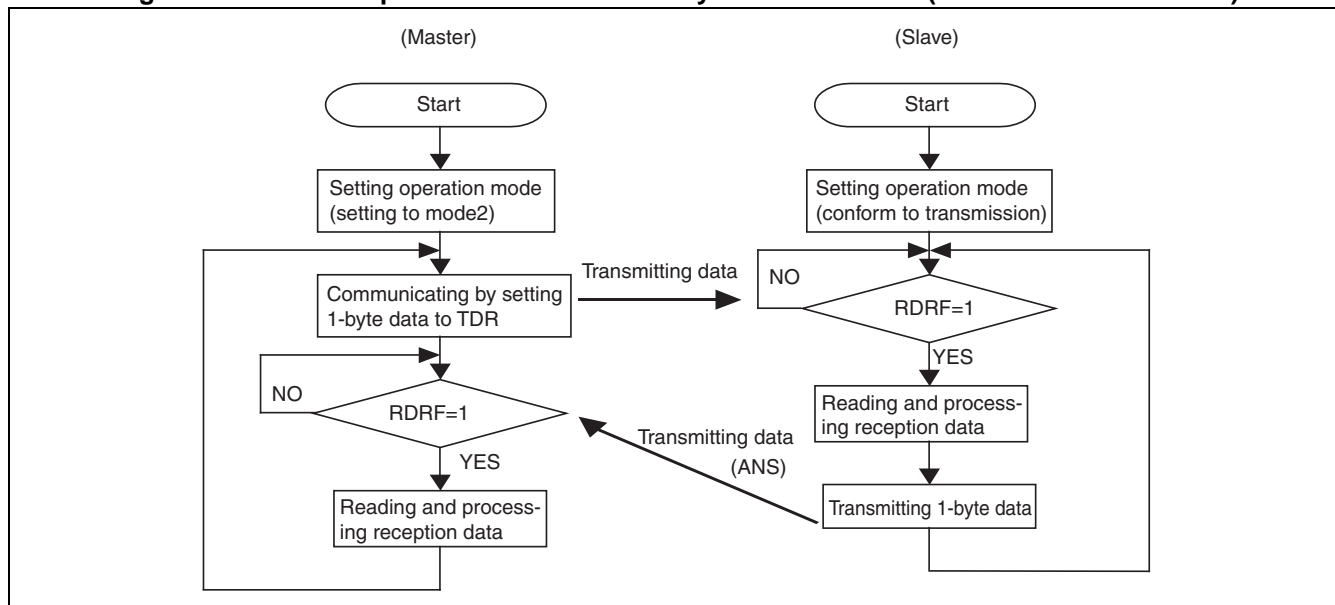 (Master)
Start
Setting operation mode
(setting to mode2)
Communicating by setting
1-byte data to TDR
NO
RDRF=1
YES
Reading and process-
ing reception data
Transmitting data
Transmitting data
(ANS)
(Slave)
Start
Setting operation mode
(conform to transmission)
NO
RDRF=1
YES
Reading and process-
ing reception data
Transmitting 1-byte data